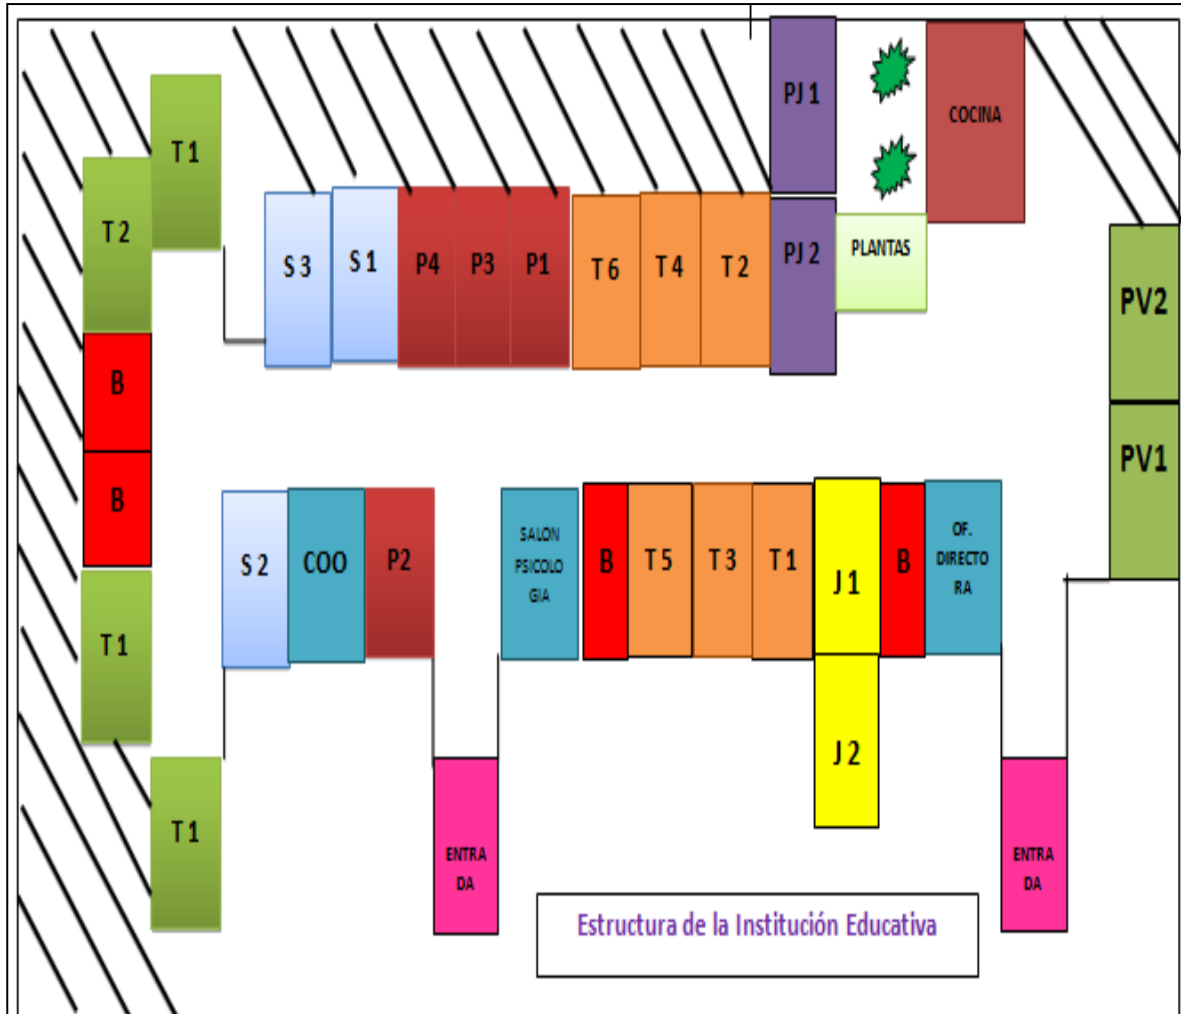 PJ 1
COCINA
T 1
T 2
S 3
S 1
P4
P3
P1
T 6
T 4
T 2
PJ 2
PLANTAS
PV2
B
B
PV1
S 2
COO
P2
SALON
PSICOLO
GIA
B
T 5
T 3
T 1
J 1
B
OF.
DIRECTO
RA
T 1
J 2
T 1
ENTRA
DA
ENTRA
DA
Estructura de la Institución Educativa